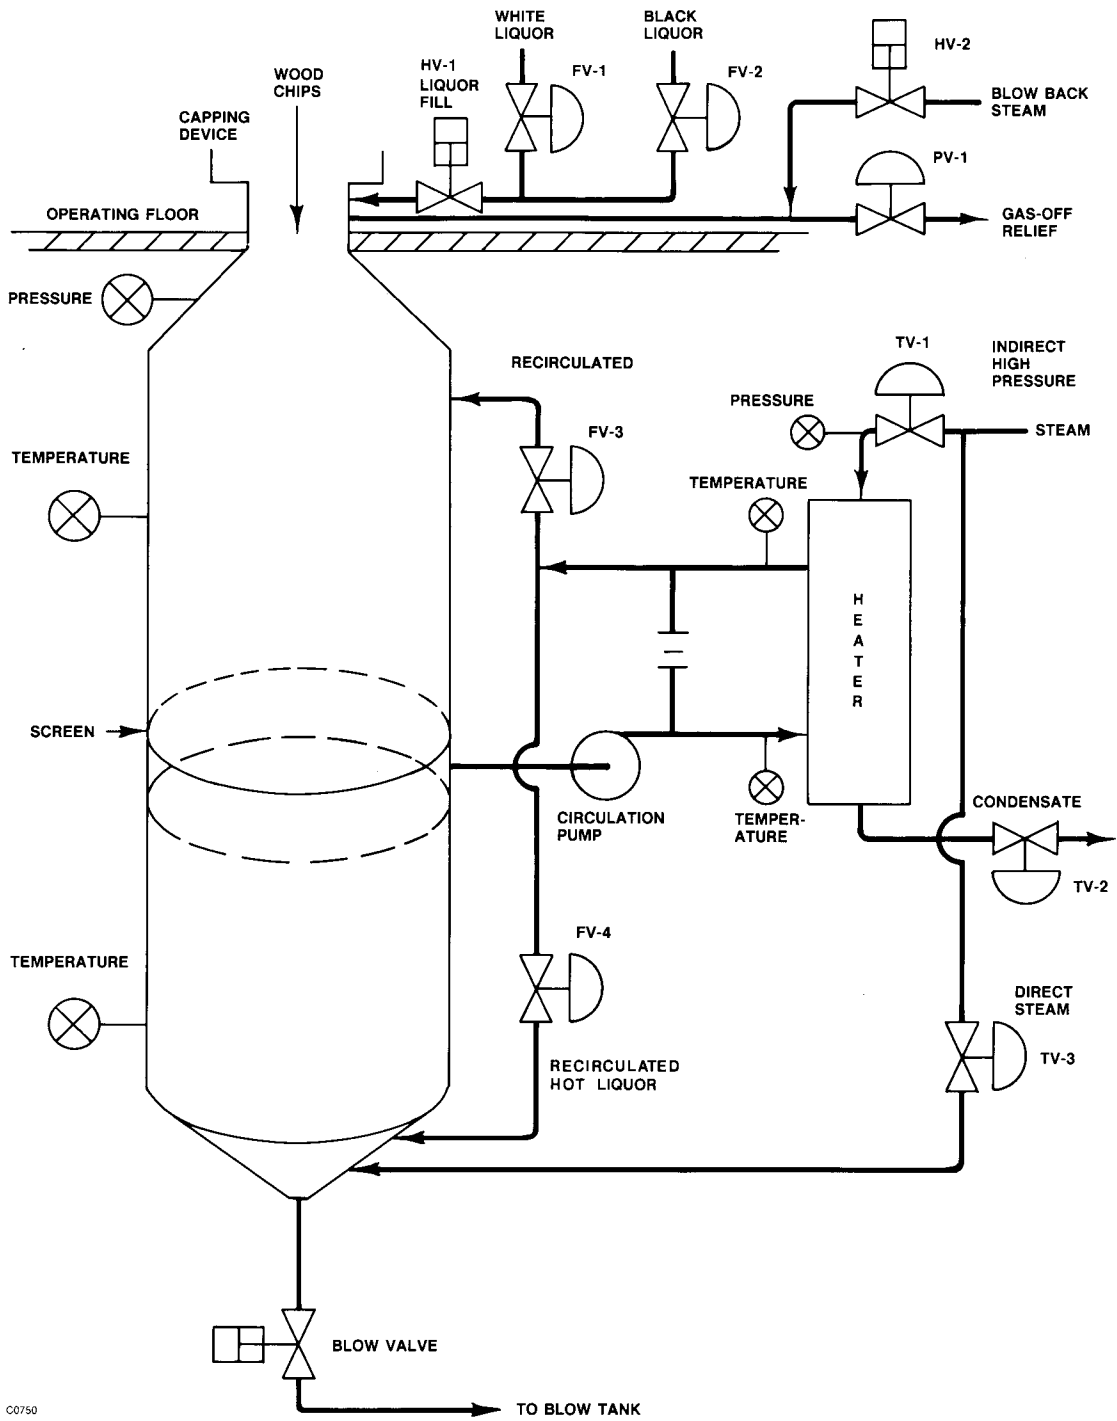 WHITE
LIQUOR
BLACK
LIQUOR
HV-2
HV-1
LIQUOR
FILL
FV-1
FV-2
WOOD
CHIPS
BLOW BACK
STEAM
CAPPING
DEVICE
PV-1
OPERATING FLOOR
GAS-OFF
RELIEF
PRESSURE
TV-1
INDIRECT
HIGH
PRESSURE
RECIRCULATED
PRESSURE
STEAM
FV-3
TEMPERATURE
TEMPERATURE
HEATER
SCREEN
CIRCULATION
PUMP
TEMPER-
ATURE
CONDENSATE
TV-2
FV-4
TEMPERATURE
DIRECT
STEAM
TV-3
RECIRCULATED
HOT LIQUOR
BLOW VALVE
TO BLOW TANK
C0750